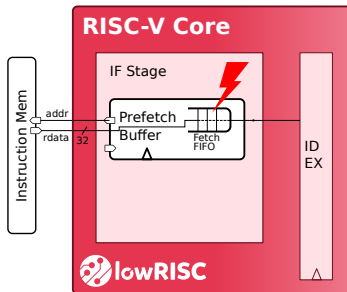 RISC-V Core
IF Stage
Instruction Mem
addr
rdata
32
Prefetch
Buffer
Fetch
FIFO
ID
EX
lowRISC